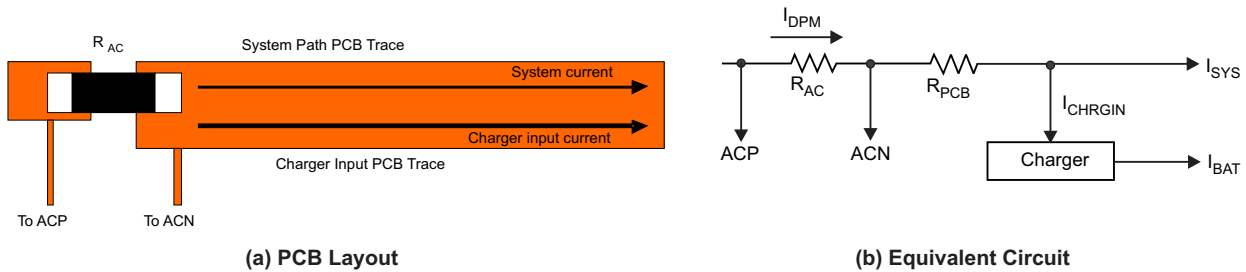 R AC
System Path PCB Trace
System current
Charger input current
Charger Input PCB Trace
To ACP
To ACN
(a) PCB Layout
I_DPM
R_AC
R_PCB
I_SYS
I_CHRGIN
ACP
ACN
Charger
I_BAT
(b) Equivalent Circuit